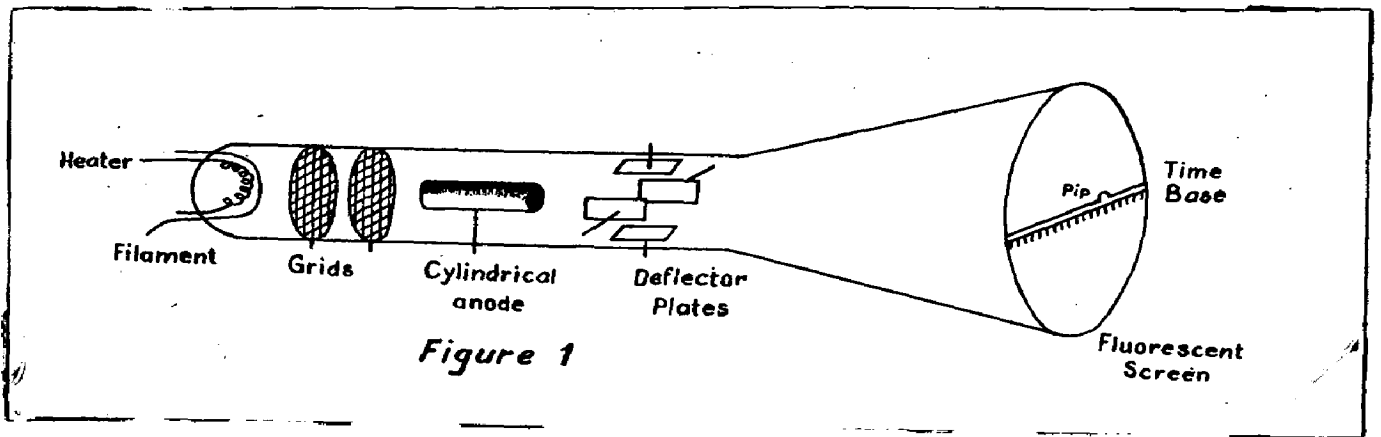 Heater
Filament
Grids
Cylindrical
anode
Deflector
Plates
Pip
Time
Base
Fluorescent
Screen
Figure 1